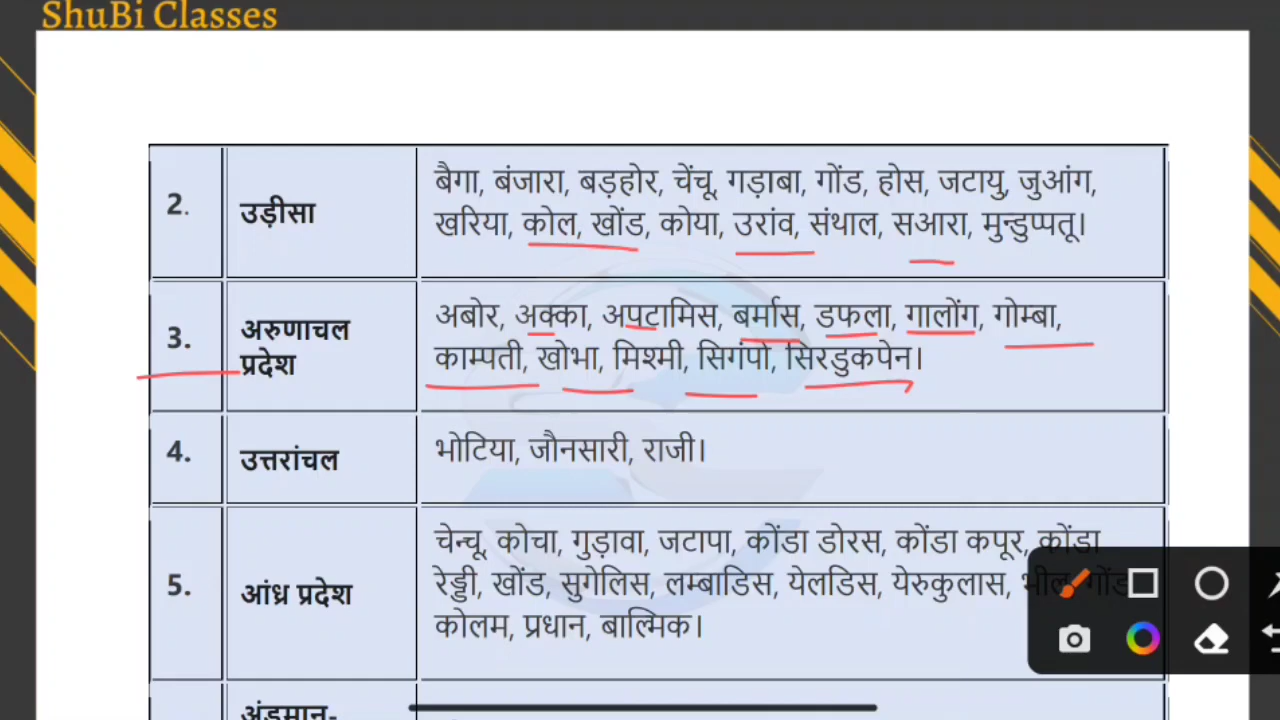 ShuBi Classes
2. उड़ीसा
बैगा, बंजारा, बड़होर, चेंचू, गड़ाबा, गोंड, होस, जटायु, जुआंग,
खरिया, कोल, खोंड, कोया, उरांव, संथाल, सआरा, मुन्डुप्पतू।
3. अरुणाचल
प्रदेश
अबोर, अक्का, अपटामिस, बर्मास, डफला, गालोंग, गोम्बा,
काम्पती, खोभा, मिश्मी, सिगंपो, सिरडुकपेन।
4. उत्तरांचल
भोटिया, जौनसारी, राजी।
5. आंध्र प्रदेश
चेन्चू, कोचा, गुड़ावा, जटापा, कोंडा डोरस, कोंडा कपूर, कोंडा
रेड्डी, खोंड, सुगेलिस, लम्बाडिस, येलडिस, येरुकुलास, भील, गोंड
कोलम, प्रधान, बाल्मिक।
अंडमान-